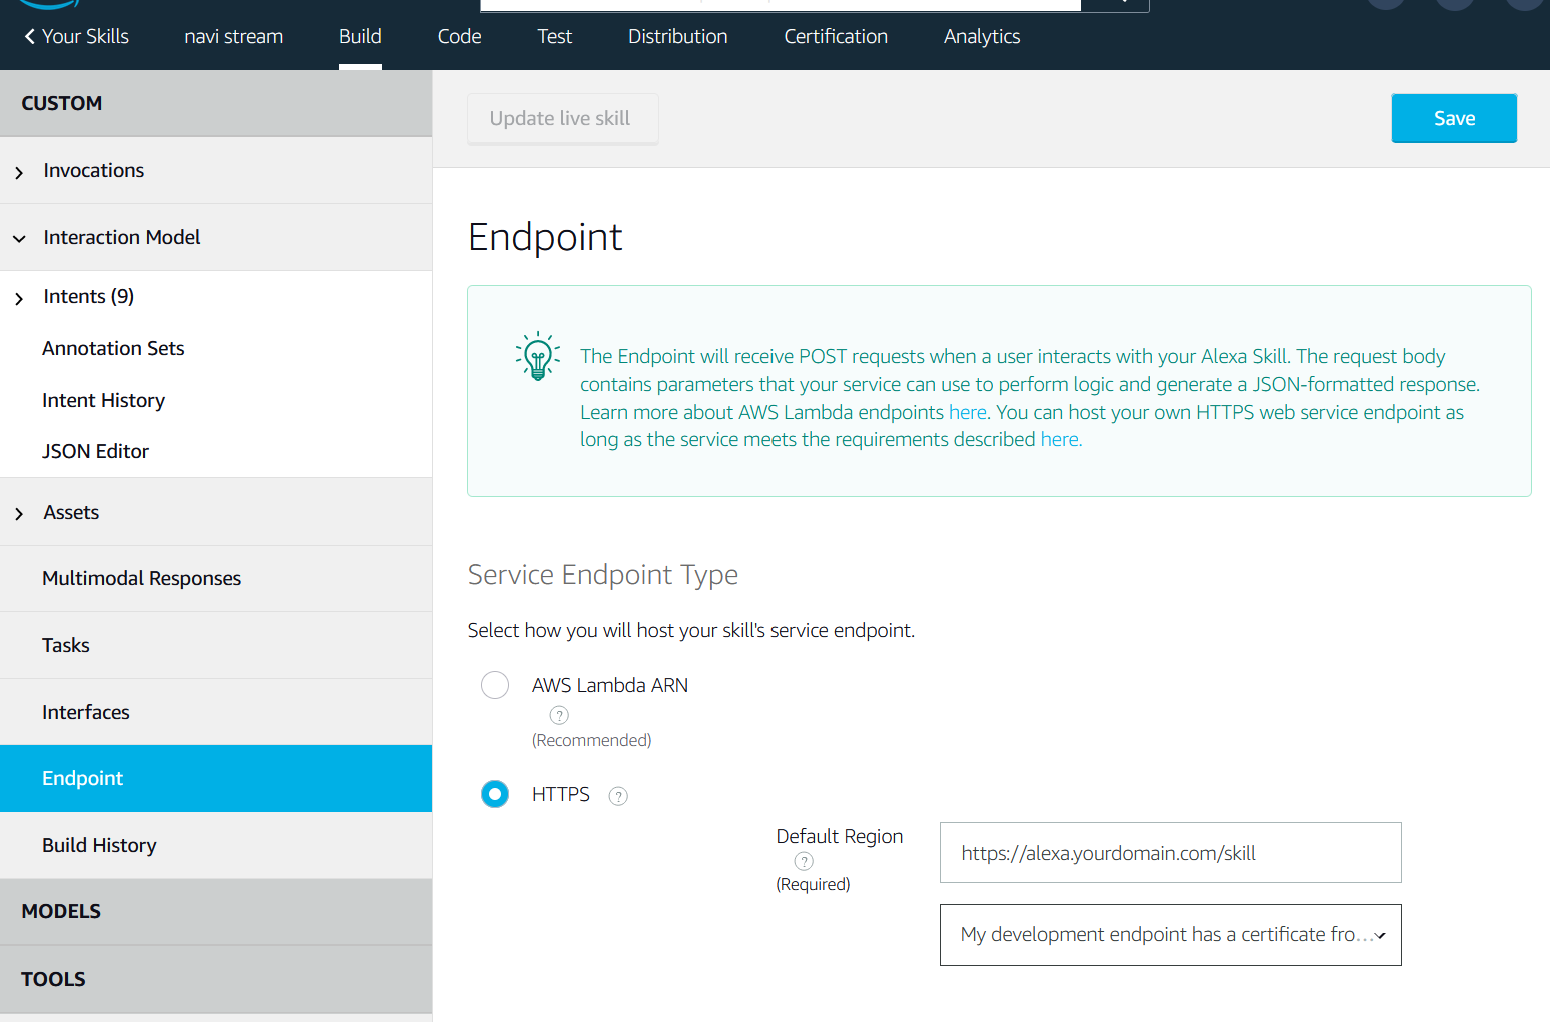 Your Skills
navi stream
Build
Code
Test
Distribution
Certification
Analytics
CUSTOM
Invocations
Interaction Model
Intents (9)
Annotation Sets
Intent History
JSON Editor
Assets
Multimodal Responses
Tasks
Interfaces
Endpoint
Build History
MODELS
TOOLS
Update live skill
Save
Endpoint
The Endpoint will receive POST requests when a user interacts with your Alexa Skill. The request body
contains parameters that your service can use to perform logic and generate a JSON-formatted response.
Learn more about AWS Lambda endpoints here. You can host your own HTTPS web service endpoint as
long as the service meets the requirements described here.
Service Endpoint Type
Select how you will host your skill's service endpoint.
AWS Lambda ARN
?
(Recommended)
HTTPS ?
Default Region
?
(Required)
https://alexa.yourdomain.com/skill
My development endpoint has a certificate fro...